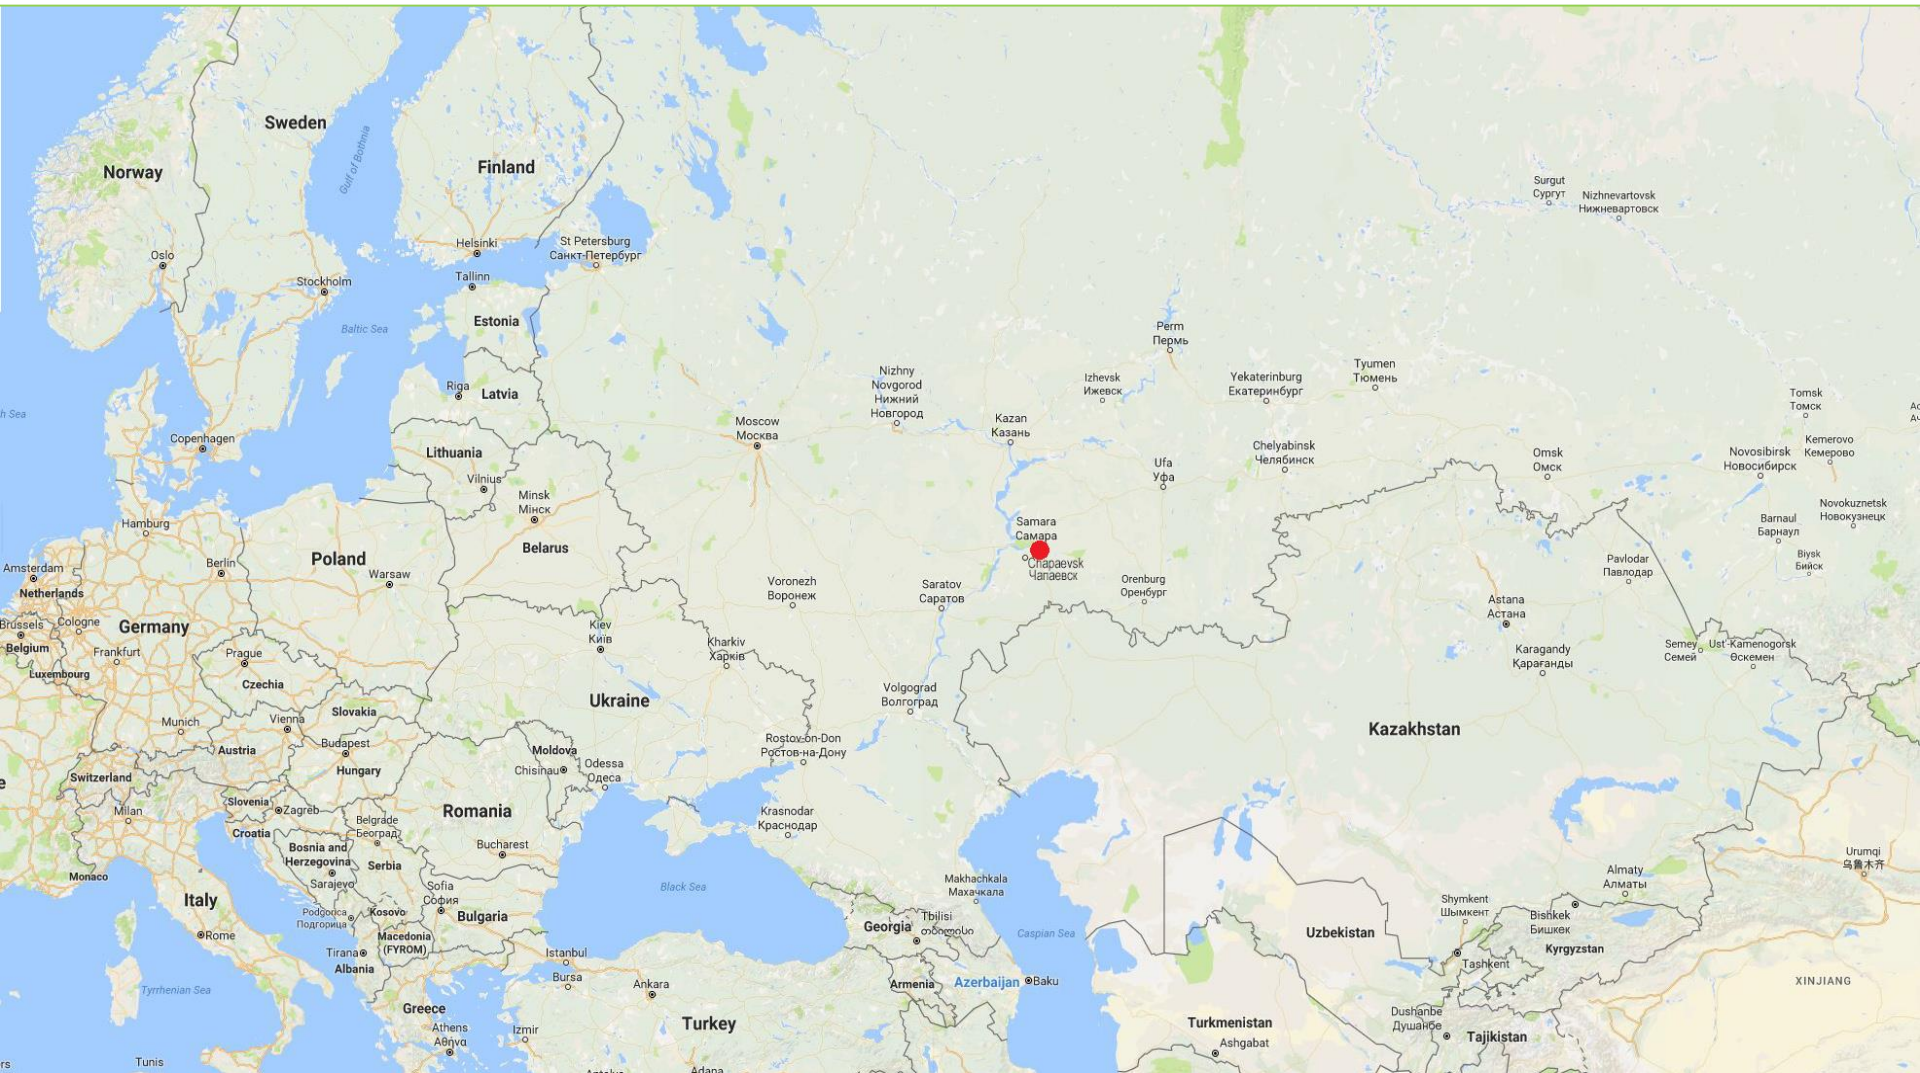 Sweden
Finland
Norway
Gulf of Bothnia
Surgut
Сургут
Nizhnevartovsk
Нижневартовск
Oslo
Helsinki
St Petersburg
Санкт-Петербург
Stockholm
Tallinn
Baltic Sea
Estonia
Perm
Пермь
Riga
Latvia
Nizhny
Novgorod
Нижний
Новгород
Izhevsk
Ижевск
Yekaterinburg
Екатеринбург
Tyumen
Тюмень
Tomsk
Томск
h Sea
Copenhagen
Moscow
Москва
Kazan
Казань
Lithuania
Vilnius
Ufa
Уфа
Chelyabinsk
Челябинск
Omsk
Омск
Novosibirsk
Новосибирск
Kemerovo
Кемерово
Minsk
Мінск
Hamburg
Samara
Самара
Novokuznetsk
Новокузнецк
Barnaul
Барнаул
Belarus
Poland
Berlin
Warsaw
Amsterdam
Netherlands
Chapaevsk
Чапаевск
Biysk
Бийск
Pavlodar
Павлодар
Voronezh
Воронеж
Saratov
Саратов
Orenburg
Оренбург
Astana
Астана
Brussels
Cologne
Germany
Belgium
Frankfurt
Luxembourg
Prague
Czechia
Kiev
Київ
Kharkiv
Харків
Karagandy
Қарағанды
Semey
Семей
Ust-Kamenogorsk
Өскемен
Ukraine
Volgograd
Волгоград
Slovakia
Munich
Vienna
Austria
Budapest
Hungary
Kazakhstan
Rostov-on-Don
Ростов-на-Дону
Moldova
Chisinau
Odessa
Одеса
Switzerland
Milan
Slovenia
Zagreb
Croatia
Romania
Belgrade
Београд
Krasnodar
Краснодар
Bosnia and
Herzegovina
Serbia
Bucharest
Sarajevo
Monaco
Black Sea
Makhachkala
Махачкала
Urumqi
乌鲁木齐
Almaty
Алматы
Italy
Sofia
София
Podgorica
Подгорица
Kosovo
Bulgaria
Georgia
Tbilisi
თბილისი
Shymkent
Шымкент
Bishkek
Бишкек
Rome
Macedonia
(FYROM)
Tirana
Albania
Istanbul
Bursa
Caspian Sea
Uzbekistan
Kyrgyzstan
Tashkent
Tyrrhenian Sea
Ankara
Armenia
Azerbaijan
Baku
XINJIANG
Greece
Athens
Αθήνα
Izmir
Turkey
Turkmenistan
Ashgabat
Dushanbe
Душанбе
Tajikistan
Tunis
Adana